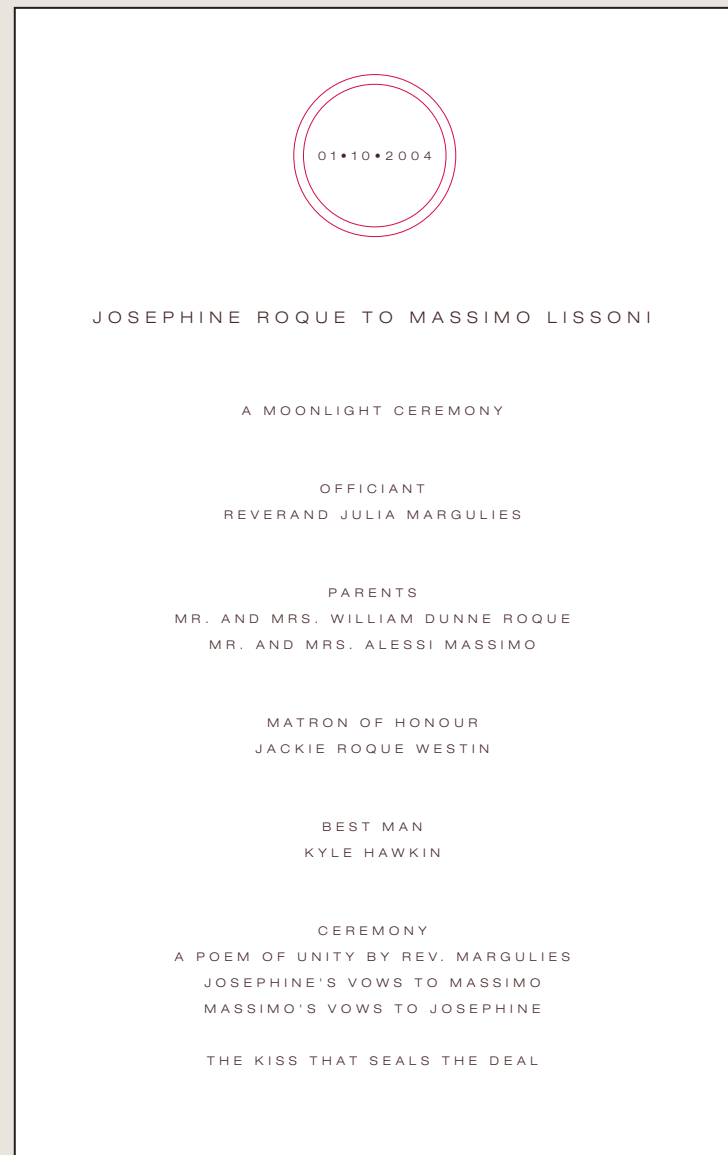 01•10•2004
JOSEPHINE ROQUE TO MASSIMO LISSONI
A MOONLIGHT CEREMONY
OFFICIANT
REVERAND JULIA MARGULIES
PARENTS
MR. AND MRS. WILLIAM DUNNE ROQUE
MR. AND MRS. ALESSI MASSIMO
MATRON OF HONOUR
JACKIE ROQUE WESTIN
BEST MAN
KYLE HAWKIN
CEREMONY
A POEM OF UNITY BY REV. MARGULIES
JOSEPHINE'S VOWS TO MASSIMO
MASSIMO'S VOWS TO JOSEPHINE
THE KISS THAT SEALS THE DEAL